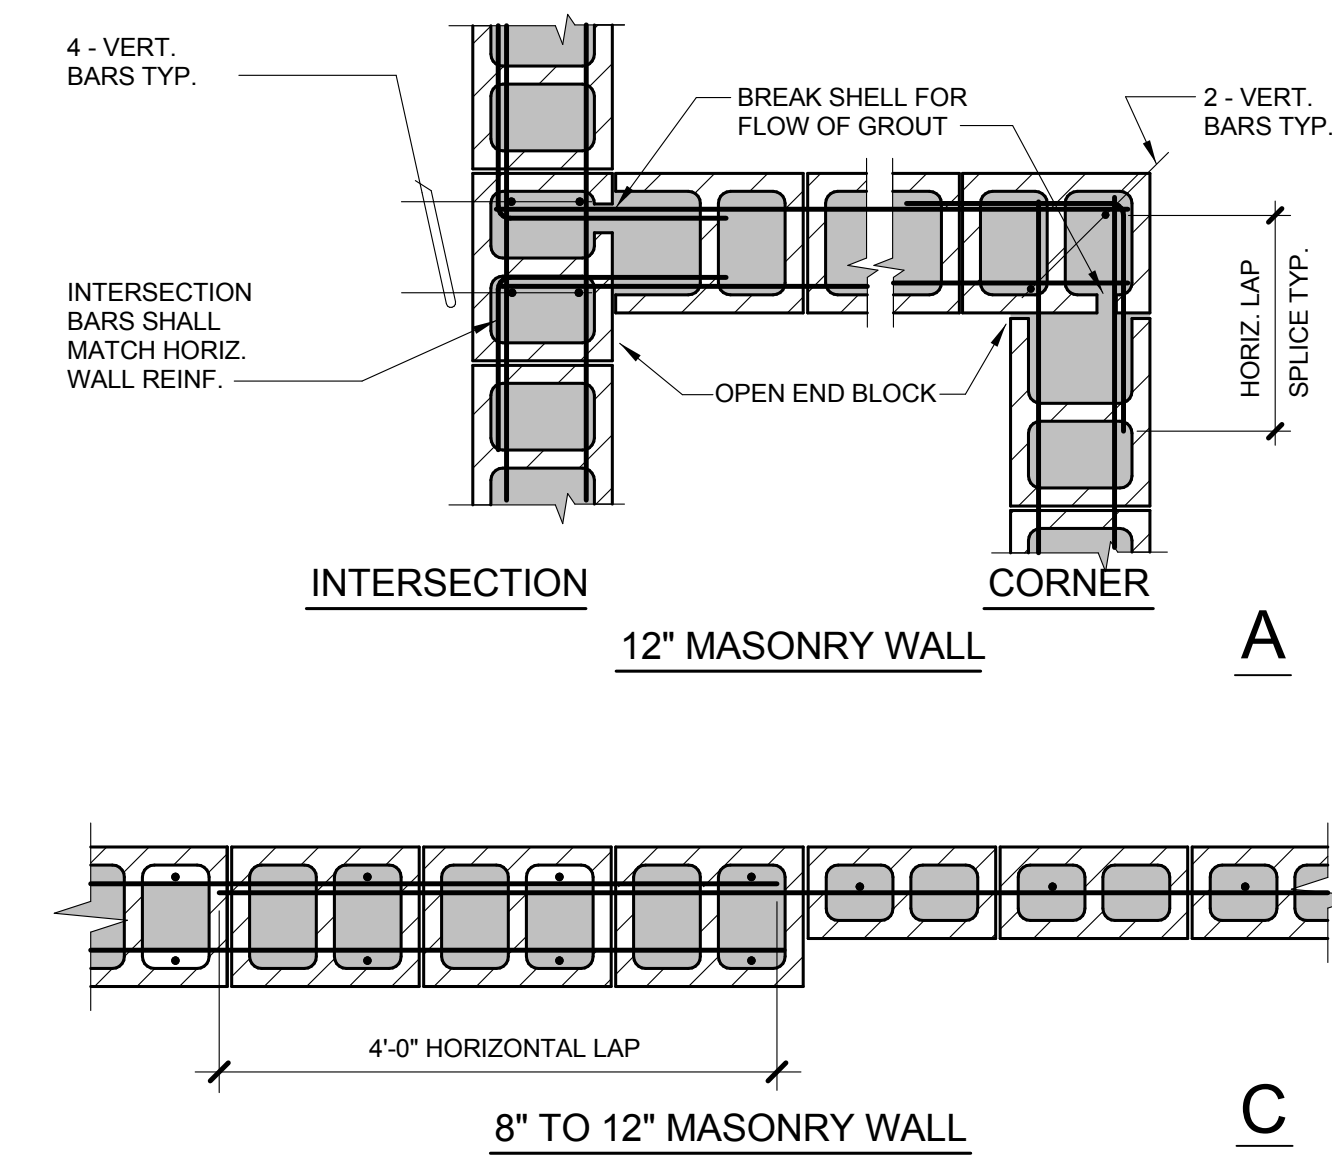 4 - VERT.
BARS TYP.
BREAK SHELL FOR
FLOW OF GROUT
2 - VERT.
BARS TYP.
INTERSECTION
BARS SHALL
MATCH HORIZ.
WALL REINF.
OPEN END BLOCK
HORIZ. LAP
SPLICE TYP.
INTERSECTION
CORNER
12" MASONRY WALL
A
4'-0" HORIZONTAL LAP
8" TO 12" MASONRY WALL
C